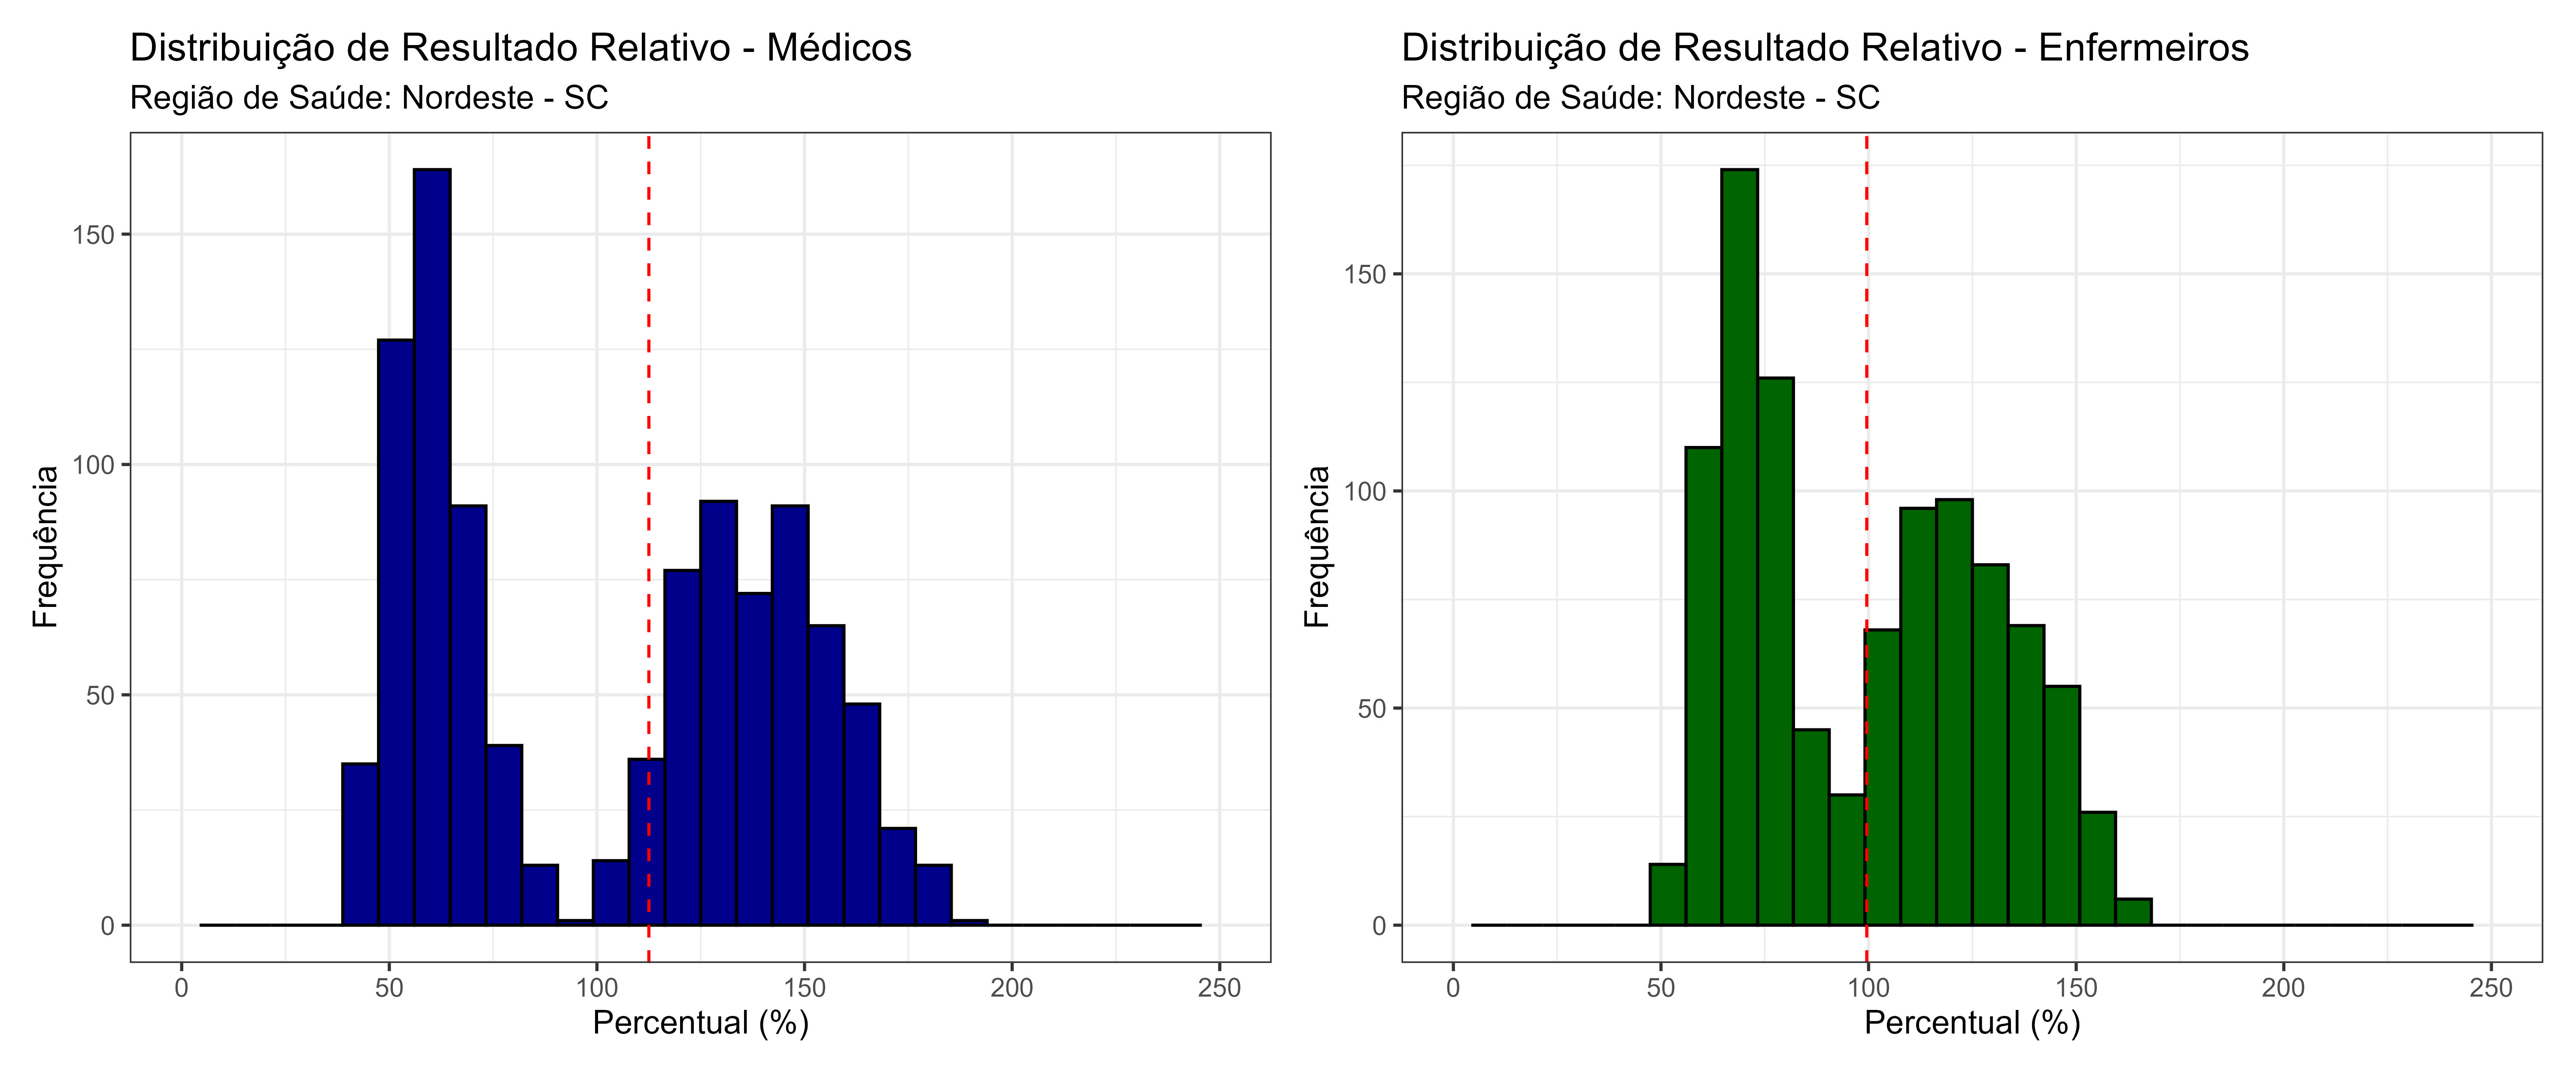 Distribuição de Resultado Relativo - Médicos
Região de Saúde: Nordeste - SC
Frequência
150
100
50
0
0 50 100 150 200 250
Percentual (%)
Distribuição de Resultado Relativo - Enfermeiros
Região de Saúde: Nordeste - SC
Frequência
150
100
50
0
0 50 100 150 200 250
Percentual (%)